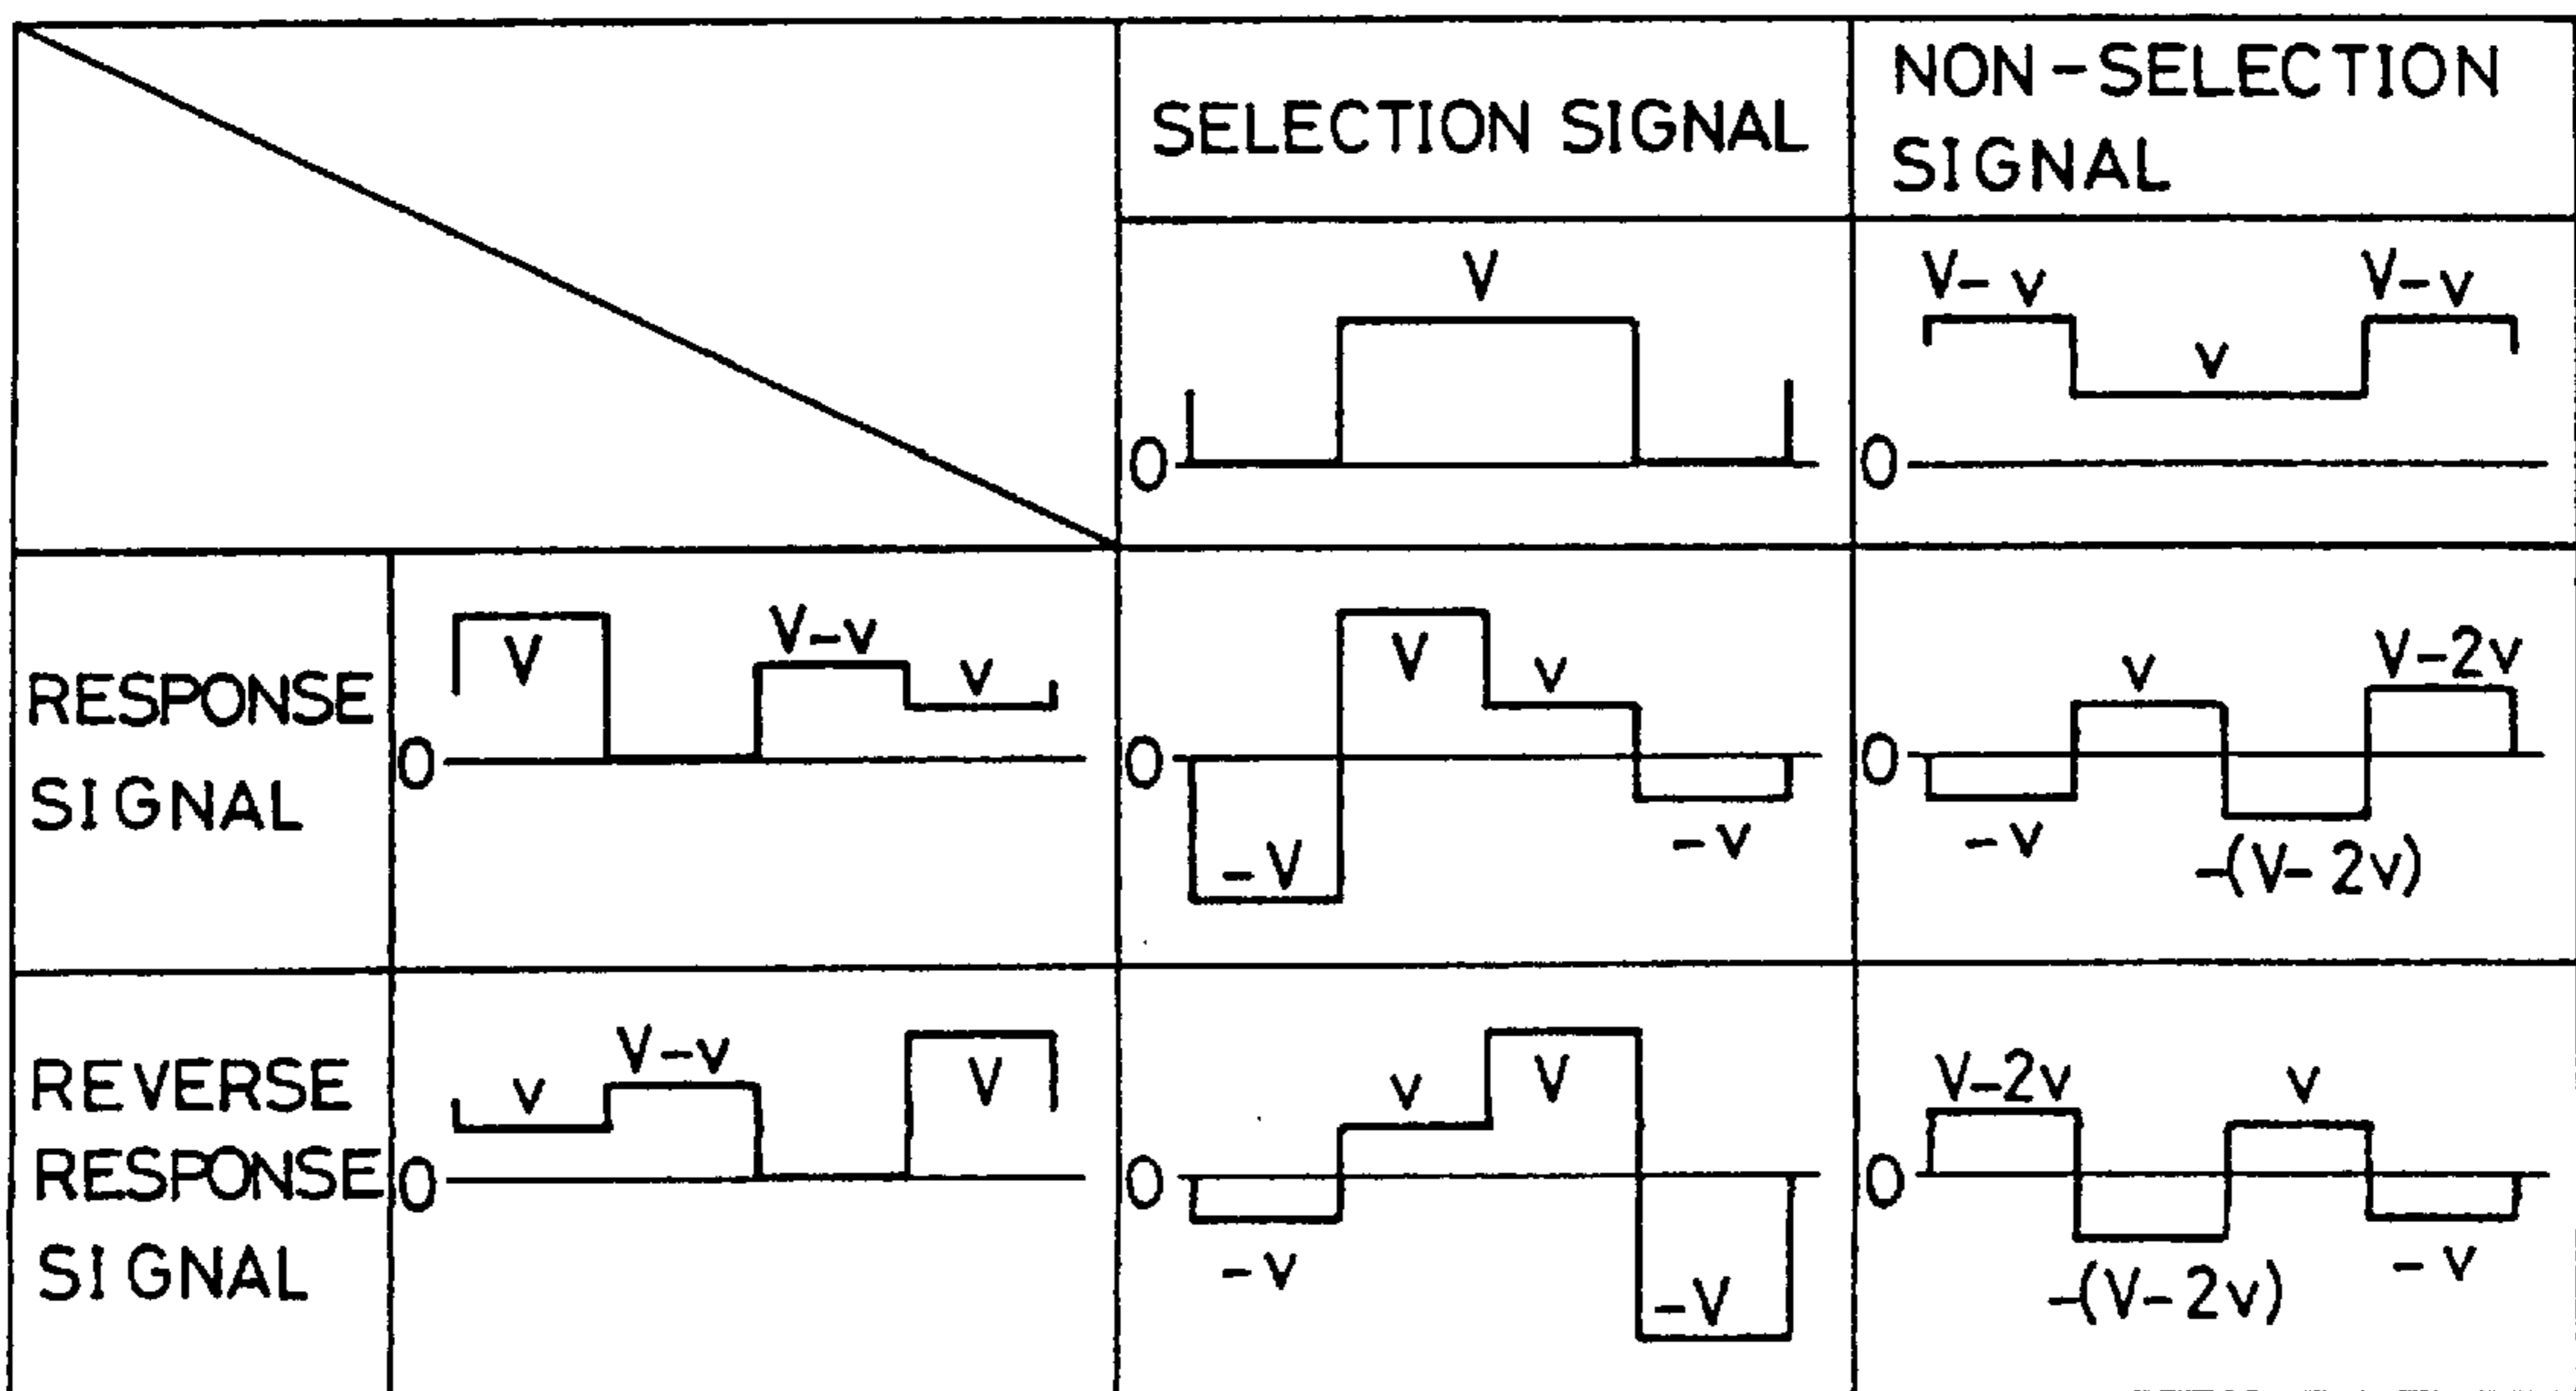 SELECTION SIGNAL
NON-SELECTION
SIGNAL
V
0
V-v
v
V-v
0
RESPONSE
SIGNAL
V
V-v
v
0
V
v
0
-V
-v
v
V-2v
0
-v
-(V-2v)
REVERSE
RESPONSE
SIGNAL
v
V-v
V
0
v
V
0
-v
-V
V-2v
v
0
-(V-2v)
-v